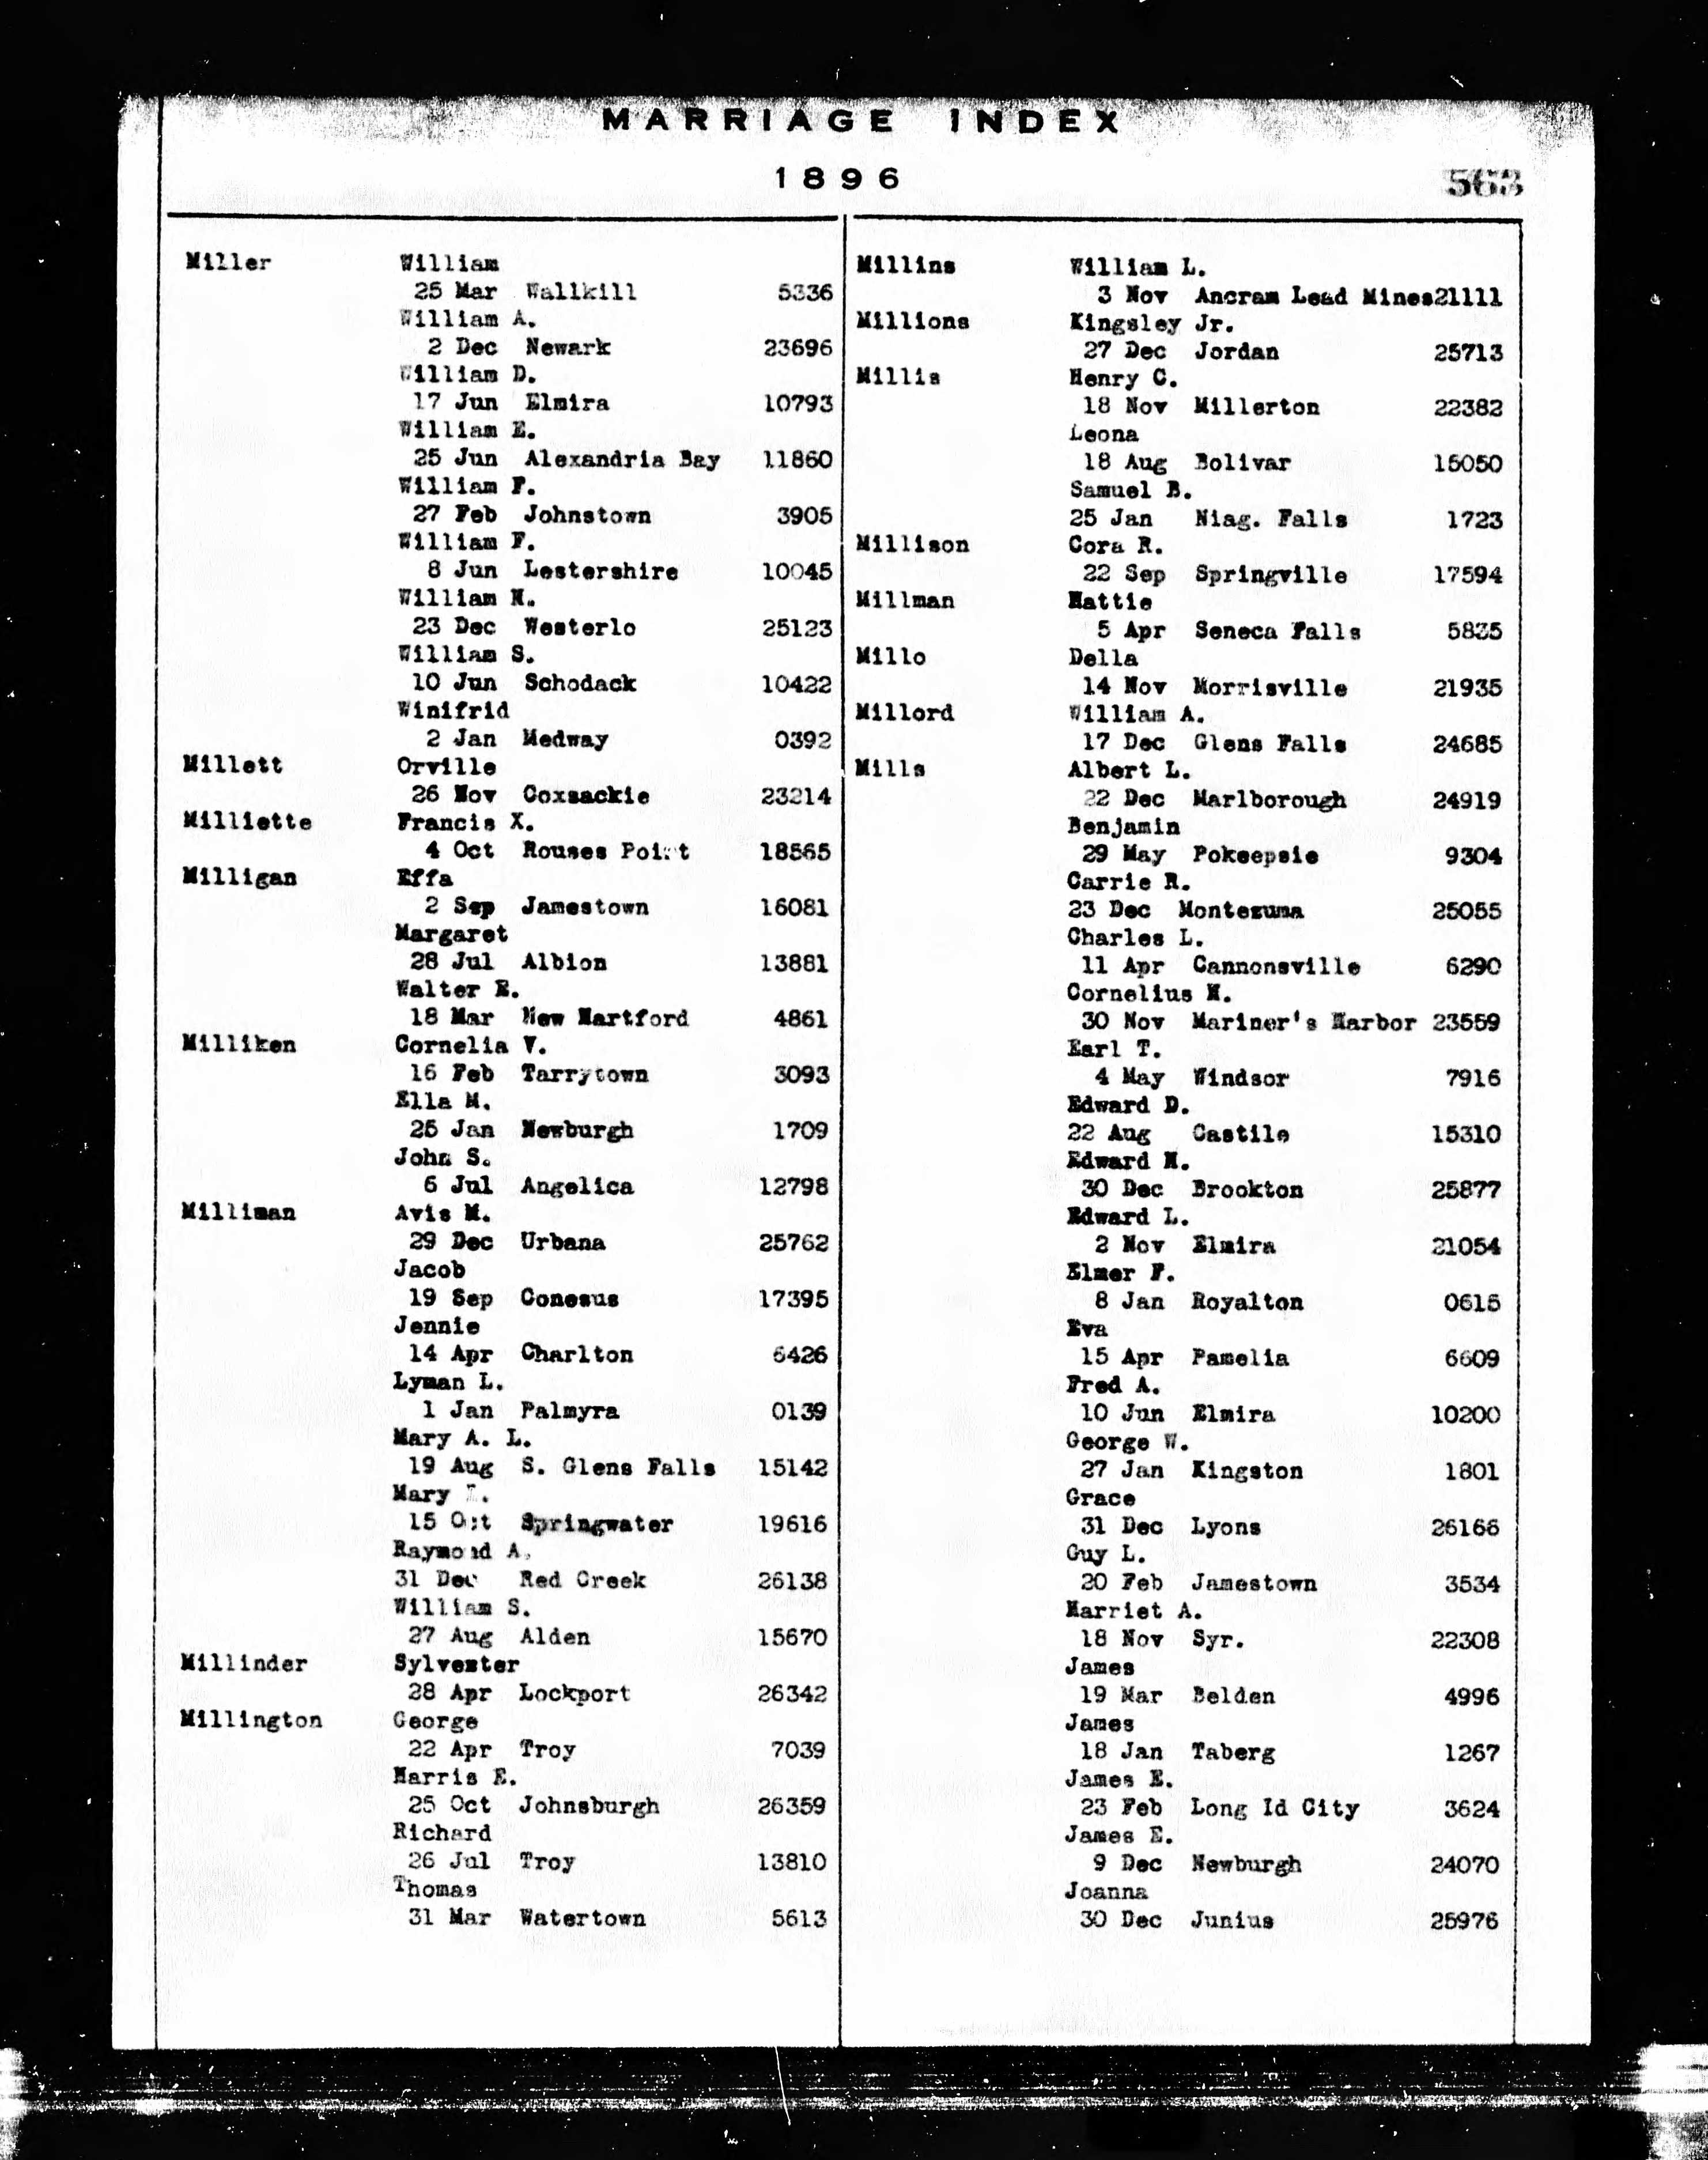 MARRIAGE INDEX
1896
563
Miller William
25 Mar Wallkill 5336
William A.
2 Dec Newark 23696
William D.
17 Jun Elmira 10793
William E.
25 Jun Alexandria Bay 11860
William F.
27 Feb Johnstown 3905
William F.
8 Jun Lestershire 10045
William H.
23 Dec Westerlo 25123
William S.
10 Jun Schodack 10422
Winifrid
2 Jan Medway 0392
Millett Orville
26 Nov Coxsackie 23214
Milliette Francis X.
4 Oct Rouses Point 18565
Milligan Effa
2 Sep Jamestown 16081
Margaret
28 Jul Albion 13881
Walter E.
18 Mar New Hartford 4861
Milliken Cornelia V.
16 Feb Tarrytown 3093
Ella M.
25 Jan Newburgh 1709
John S.
6 Jul Angelica 12798
Milliman Avis M.
29 Dec Urbana 25762
Jacob
19 Sep Conesus 17395
Jennie
14 Apr Charlton 6426
Lyman L.
1 Jan Palmyra 0139
Mary A. L.
19 Aug S. Glens Falls 15142
Mary
15 Oct Springwater 19616
Raymond A.
31 Dec Red Creek 26138
William S.
27 Aug Alden 15670
Millinder Sylvester
28 Apr Lockport 26342
Millington George
22 Apr Troy 7039
Harris E.
25 Oct Johnsburgh 26359
Richard
26 Jul Troy 13810
Thomas
31 Mar Watertown 5613
Millins William L.
3 Nov Ancram Lead Mines 21111
Millions Kingsley Jr.
27 Dec Jordan 25713
Millis Henry C.
18 Nov Millerton 22382
Leona
18 Aug Bolivar 15050
Samuel B.
25 Jan Niag. Falls 1723
Millison Cora R.
22 Sep Springville 17594
Millman Hattie
5 Apr Seneca Falls 5835
Millo Della
14 Nov Morrisville 21935
Millord William A.
17 Dec Glens Falls 24685
Mills Albert L.
22 Dec Marlborough 24919
Benjamin
29 May Pokeepsie 9304
Carrie R.
23 Dec Montezuma 25055
Charles L.
11 Apr Cannonsville 6290
Cornelius H.
30 Nov Mariner's Harbor 23559
Earl T.
4 May Windsor 7916
Edward D.
22 Aug Castile 15310
Edward H.
30 Dec Brookton 25877
Edward L.
2 Nov Elmira 21054
Elmer F.
8 Jan Royalton 0615
Eva
15 Apr Pamelia 6609
Fred A.
10 Jun Elmira 10200
George W.
27 Jan Kingston 1801
Grace
31 Dec Lyons 26166
Guy L.
20 Feb Jamestown 3534
Harriet A.
18 Nov Syr. 22308
James
19 Mar Belden 4996
James
18 Jan Taberg 1267
James E.
23 Feb Long Id City 3624
James E.
9 Dec Newburgh 24070
Joanna
30 Dec Junius 25976